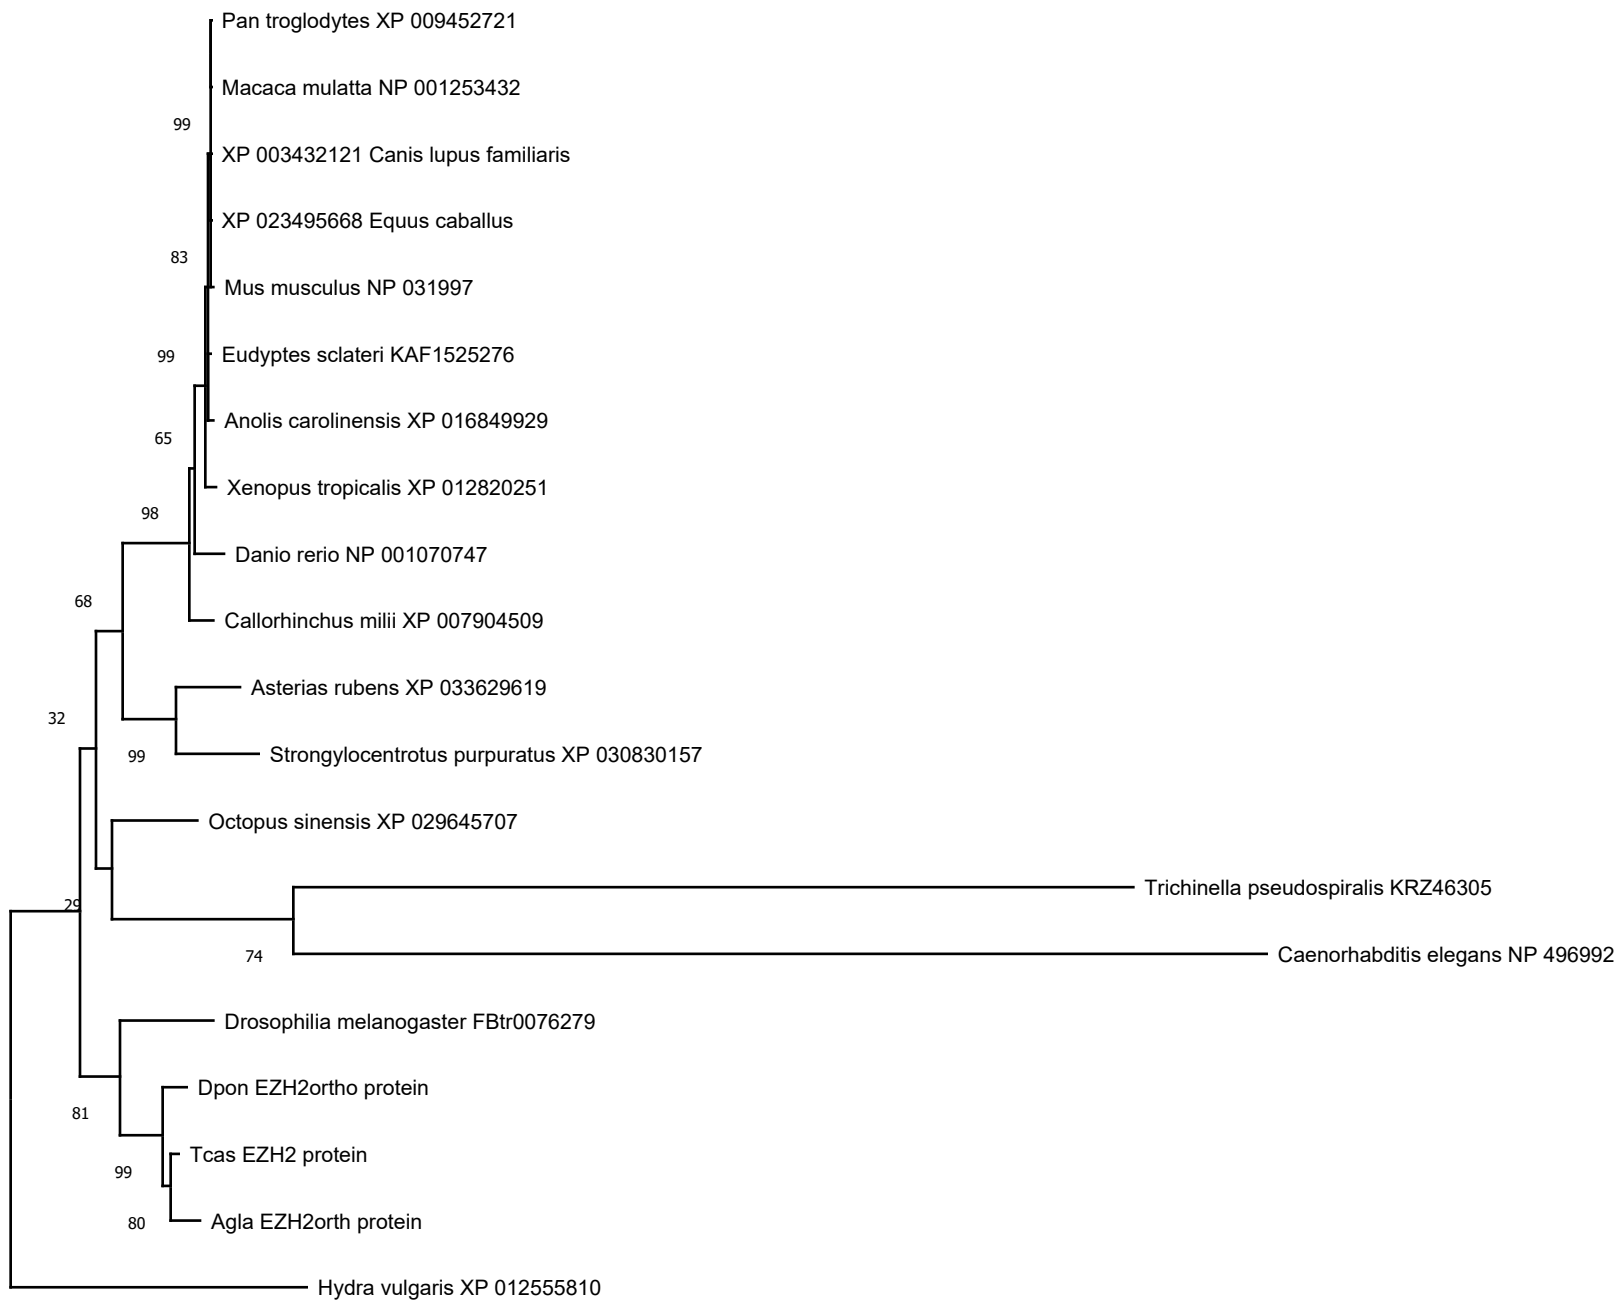 Pan troglodytes XP 009452721
Macaca mulatta NP 001253432
99
XP 003432121 Canis lupus familiaris
XP 023495668 Equus caballus
83
Mus musculus NP 031997
Eudyptes sclateri KAF1525276
99
Anolis carolinensis XP 016849929
65
Xenopus tropicalis XP 012820251
98
Danio rerio NP 001070747
68
Callorhinchus milii XP 007904509
Asterias rubens XP 033629619
32
Strongylocentrotus purpuratus XP 030830157
99
Octopus sinensis XP 029645707
Trichinella pseudospiralis KRZ46305
29
Caenorhabditis elegans NP 496992
74
Drosophilia melanogaster FBtr0076279
Dpon EZH2ortho protein
81
Tcas EZH2 protein
99
Agla EZH2orth protein
80
Hydra vulgaris XP 012555810